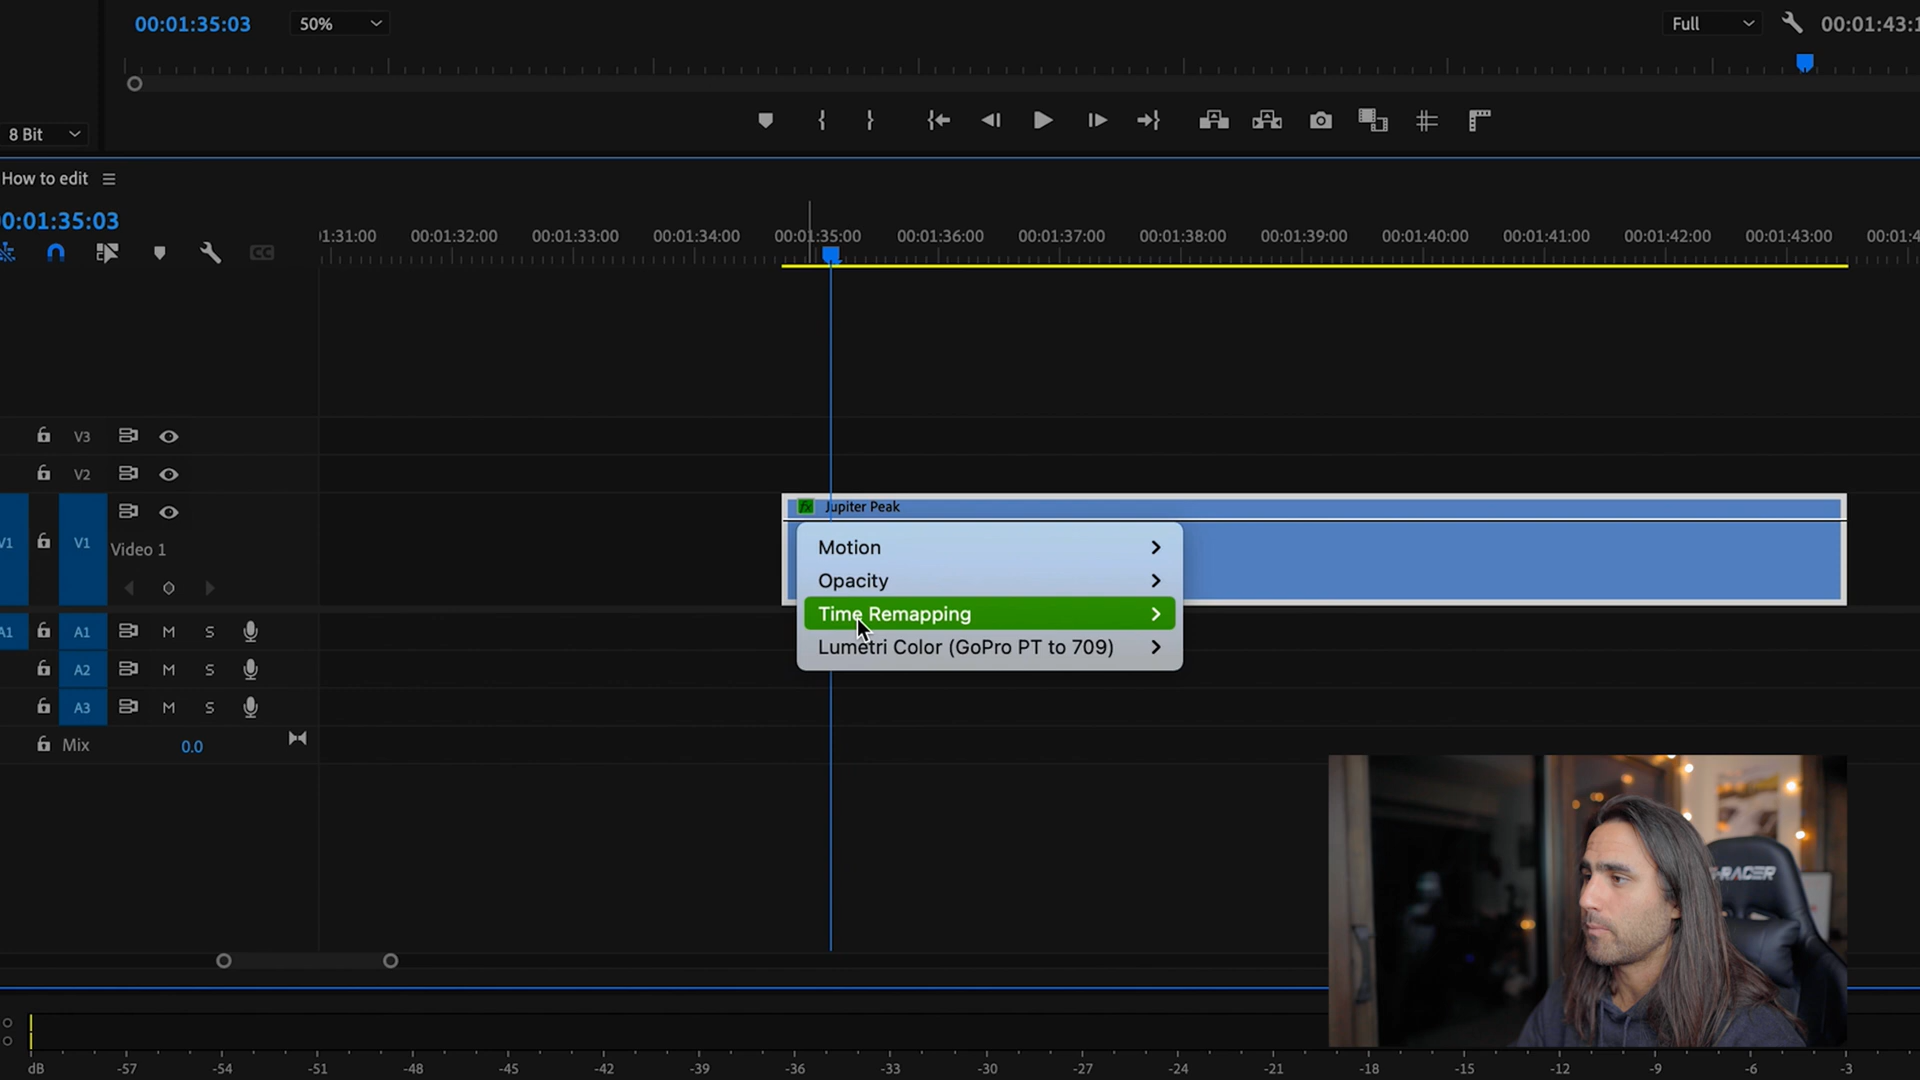 00:01:35:03 50% Full 00:01:43:1
8 Bit
How to edit
0:01:35:03
1:31:00 00:01:32:00 00:01:33:00 00:01:34:00 00:01:35:00 00:01:36:00 00:01:37:00 00:01:38:00 00:01:39:00 00:01:40:00 00:01:41:00 00:01:42:00 00:01:43:00 00:01:4
CC
V3
V2
fx Jupiter Peak
V1 V1
Video 1
Motion
Opacity
Time Remapping
Lumetri Color (GoPro PT to 709)
A1 A1 M S
A2 M S
A3 M S
Mix 0.0
-RACER
dB -57 -54 -51 -48 -45 -42 -39 -36 -33 -30 -27 -24 -21 -18 -15 -12 -9 -6 -3